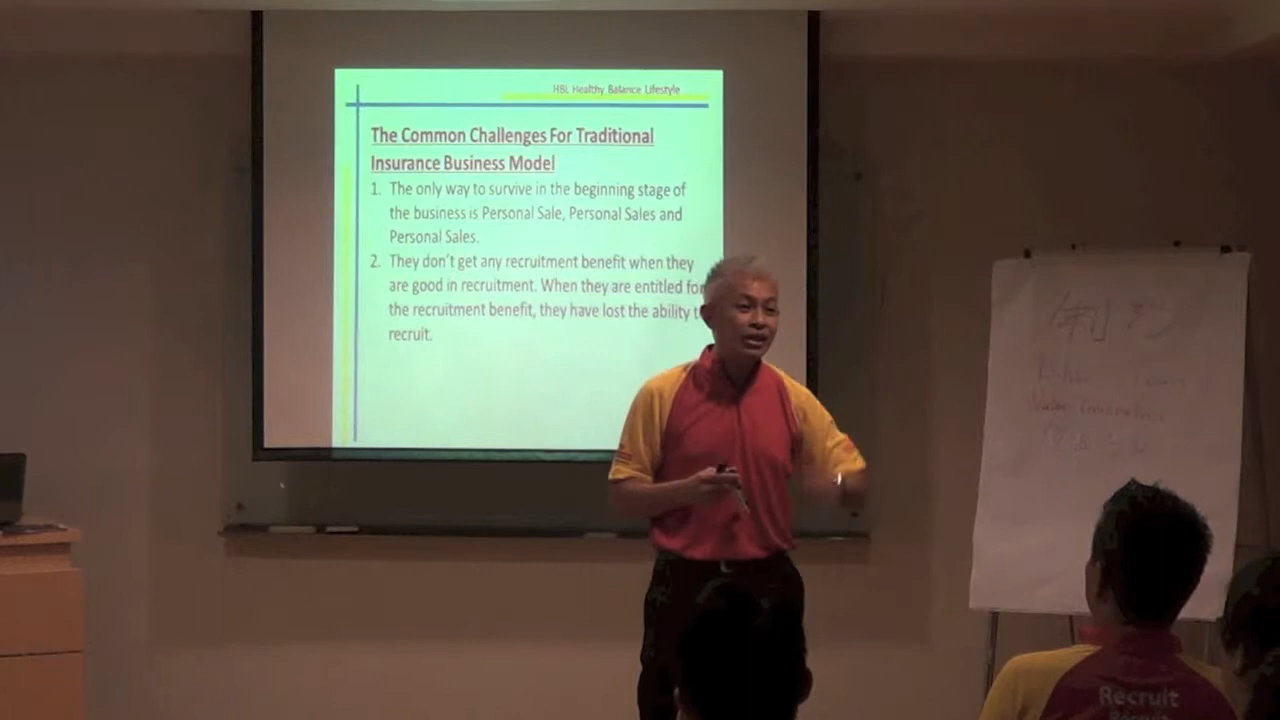 HBL Healthy Balance Lifestyle
The Common Challenges For Traditional
Insurance Business Model
1. The only way to survive in the beginning stage of
the business is Personal Sale, Personal Sales and
Personal Sales.
2. They don't get any recruitment benefit when they
are good in recruitment. When they are entitled for
the recruitment benefit, they have lost the ability
recruit.
Value Innovation
Recruit